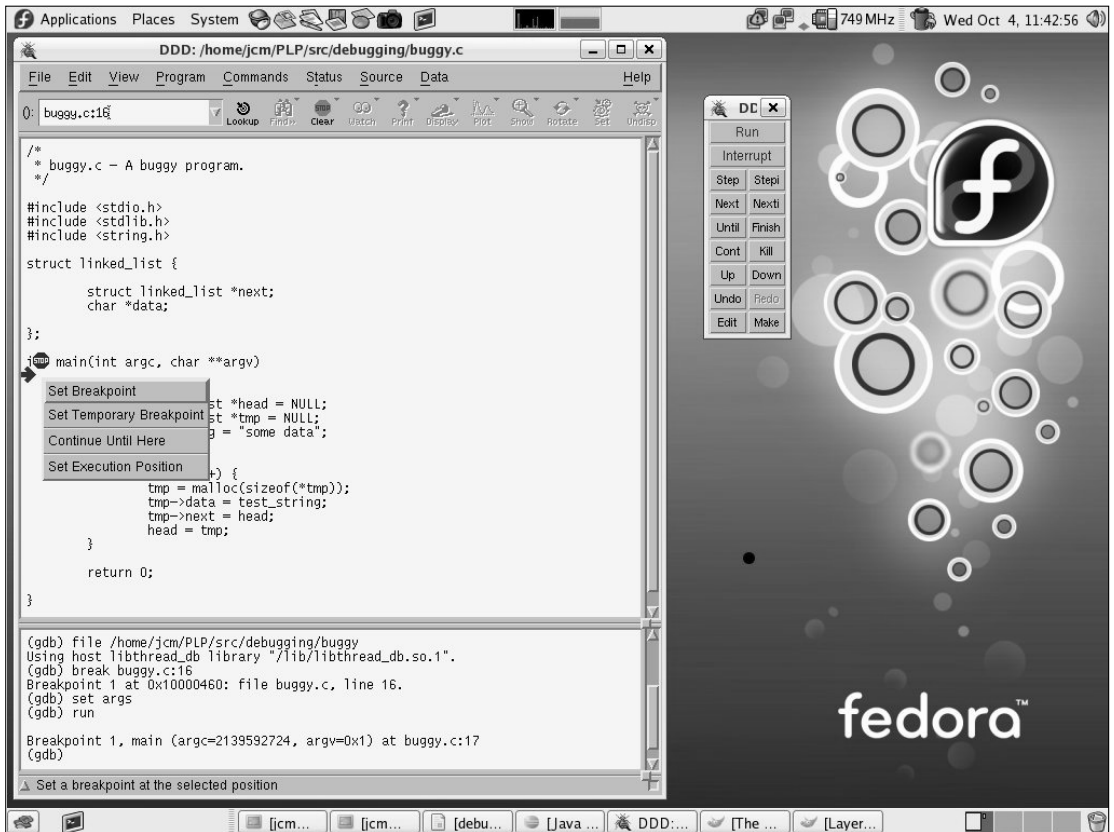 Applications Places System 749 MHz Wed Oct 4, 11:42:56
DDD: /home/jcm/PLP/src/debugging/buggy.c
File Edit View Program Commands Status Source Data Help
(): buggy.c:16 Lookup Find» Clear Watch Print Display Plot Show Rotate Set Undisp
/*
* buggy.c – A buggy program.
*/
#include <stdio.h>
#include <stdlib.h>
#include <string.h>
struct linked_list {
struct linked_list *next;
char *data;
};
STOP main(int argc, char **argv)
Set Breakpoint
Set Temporary Breakpoint
Continue Until Here
Set Execution Position
*head = NULL;
*tmp = NULL;
= "some data";
+) {
tmp = malloc(sizeof(*tmp));
tmp->data = test_string;
tmp->next = head;
head = tmp;
}
return 0;
}
(gdb) file /home/jcm/PLP/src/debugging/buggy
Using host libthread_db library "/lib/libthread_db.so.1".
(gdb) break buggy.c:16
Breakpoint 1 at 0x10000460: file buggy.c, line 16.
(gdb) set args
(gdb) run
Breakpoint 1, main (argc=2139592724, argv=0x1) at buggy.c:17
(gdb)
Set a breakpoint at the selected position
DD
Run
Interrupt
Step Stepi
Next Nexti
Until Finish
Cont Kill
Up Down
Undo Redo
Edit Make
fedora™
[jcm... [jcm... [debu... [Java ... DDD:... [The ... [Layer...